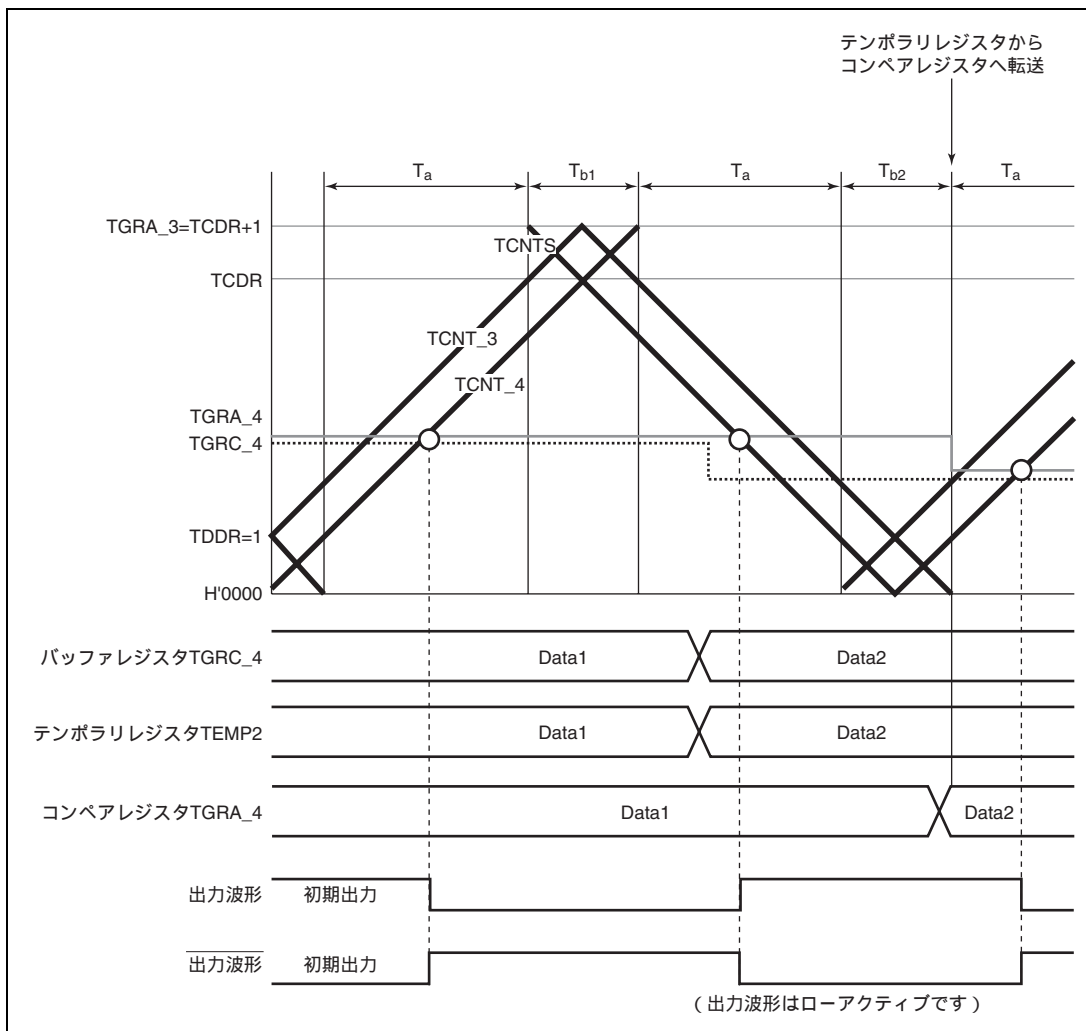 テンポラリレジスタから
コンペアレジスタへ転送
Ta Tb1 Ta Tb2 Ta
TGRA_3=TCDR+1
TCNTS
TCDR
TCNT_3
TCNT_4
TGRA_4
TGRC_4
TDDR=1
H'0000
バッファレジスタTGRC_4 Data1 Data2
テンポラリレジスタTEMP2 Data1 Data2
コンペアレジスタTGRA_4 Data1 Data2
出力波形 初期出力
出力波形 初期出力
(出力波形はローアクティブです)